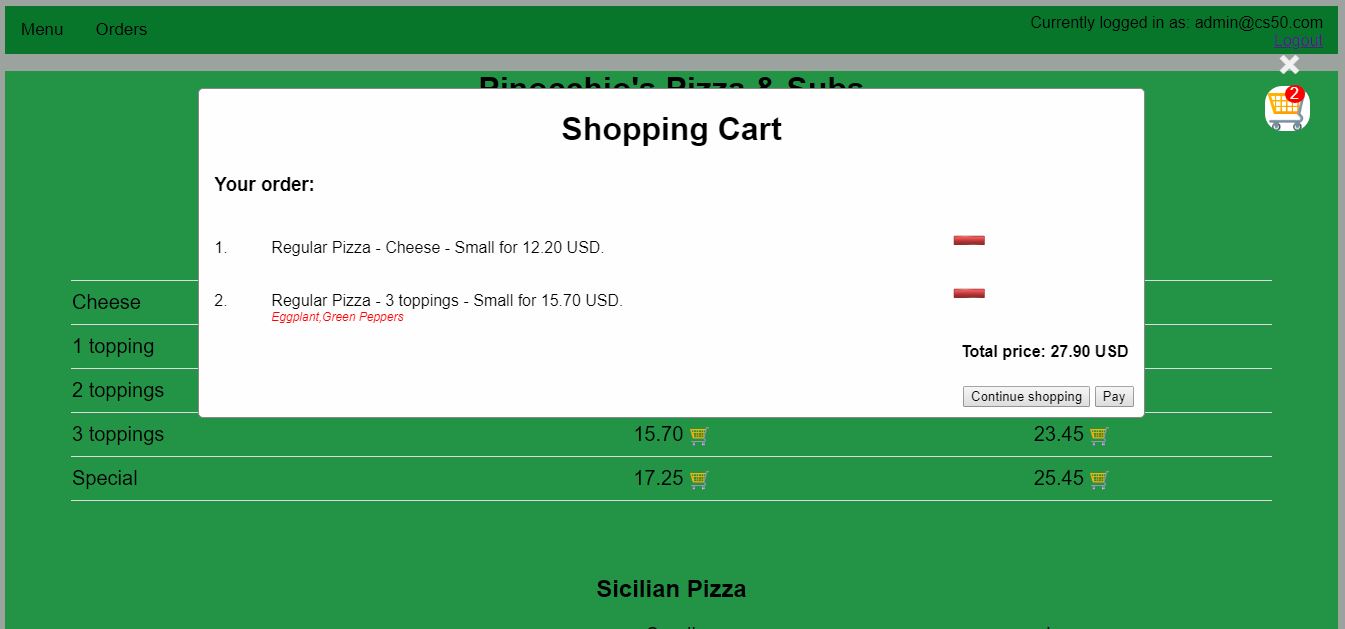 Menu Orders
Currently logged in as: admin@cs50.com
Logout
Pinocchio's Pizza & Subs
2
Shopping Cart
Your order:
1. Regular Pizza - Cheese - Small for 12.20 USD.
2. Regular Pizza - 3 toppings - Small for 15.70 USD.
Eggplant,Green Peppers
Total price: 27.90 USD
Continue shopping Pay
Cheese
1 topping
2 toppings
3 toppings 15.70 23.45
Special 17.25 25.45
Sicilian Pizza